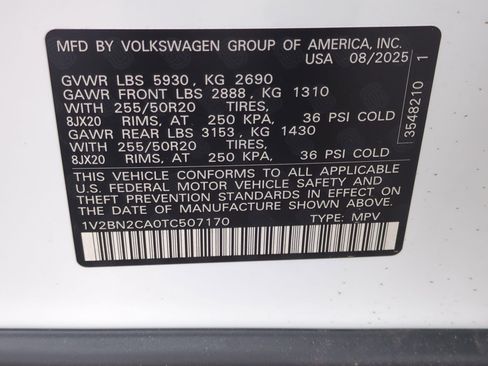 MFD BY VOLKSWAGEN GROUP OF AMERICA, INC.
USA 08/2025
GVWR LBS 5930, KG 2690
GAWR FRONT LBS 2888, KG 1310
WITH 255/50R20 TIRES,
8JX20 RIMS, AT 250 KPA, 36 PSI COLD
GAWR REAR LBS 3153, KG 1430
WITH 255/50R20 TIRES,
8JX20 RIMS, AT 250 KPA, 36 PSI COLD
THIS VEHICLE CONFORMS TO ALL APPLICABLE
U.S. FEDERAL MOTOR VEHICLE SAFETY AND
THEFT PREVENTION STANDARDS IN EFFECT ON
THE DATE OF MANUFACTURE SHOWN ABOVE.
1V2BN2CA0TC507170 TYPE: MPV
3548210 1